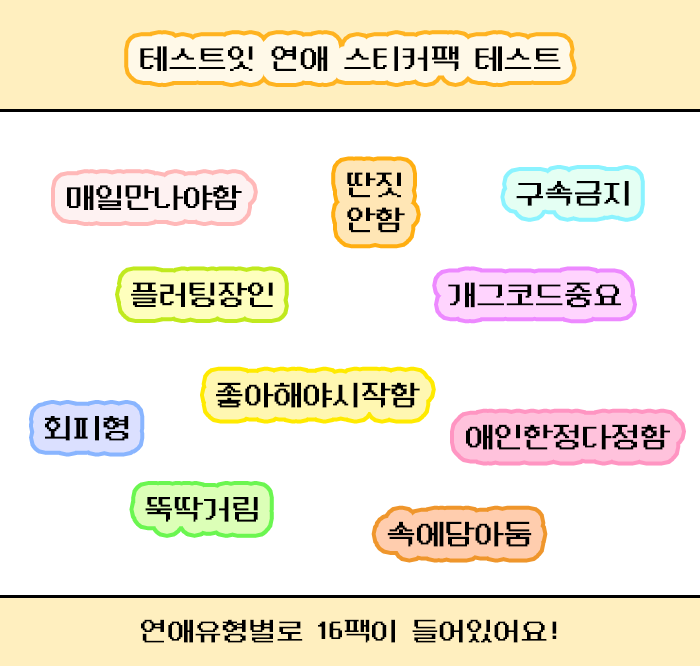 테스트잇 연애 스티커팩 테스트
매일만나야함
딴짓
안함
구속금지
플러팅장인
개그코드중요
좋아해야시작함
회피형
애인한정다정함
뚝딱거림
속에담아둠
연애유형별로 16팩이 들어있어요!